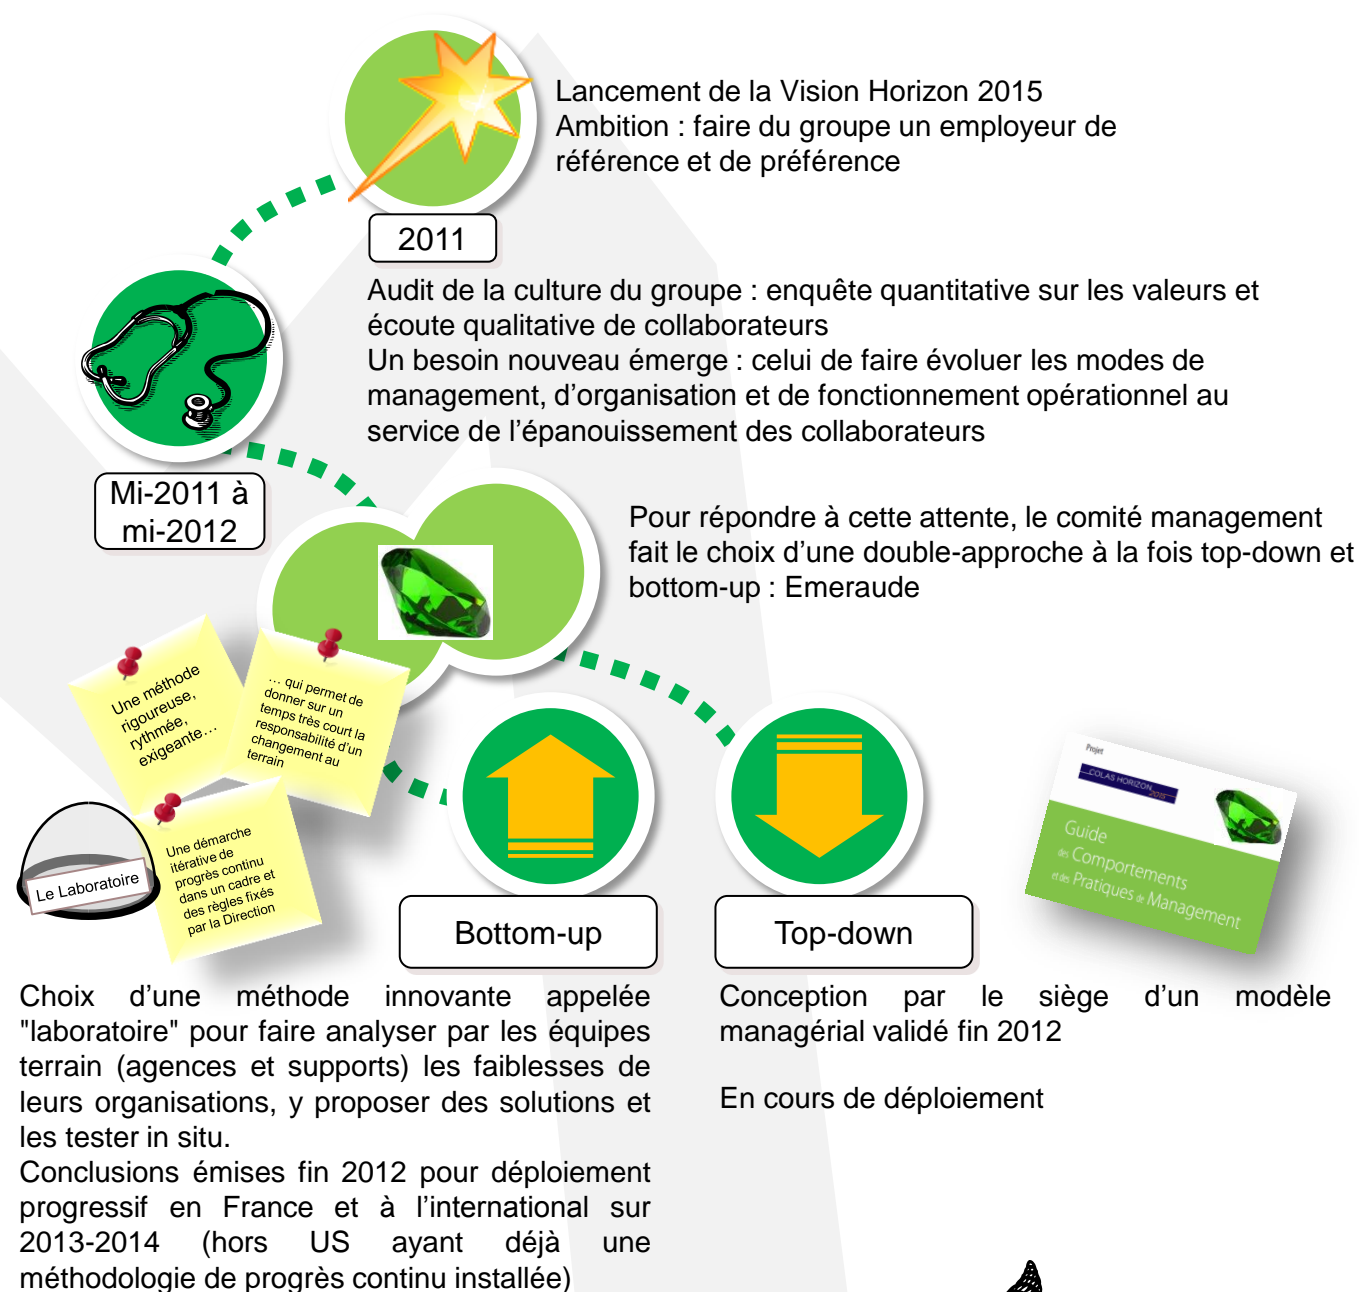 Lancement de la Vision Horizon 2015
Ambition : faire du groupe un employeur de
référence et de préférence
2011
Audit de la culture du groupe : enquête quantitative sur les valeurs et
écoute qualitative de collaborateurs
Un besoin nouveau émerge : celui de faire évoluer les modes de
management, d’organisation et de fonctionnement opérationnel au
service de l’épanouissement des collaborateurs
Mi-2011 à
mi-2012
Pour répondre à cette attente, le comité management
fait le choix d’une double-approche à la fois top-down et
bottom-up : Emeraude
Une méthode
rigoureuse,
rythmée,
exigeante…
… qui permet de
donner sur un
temps très court la
responsabilité d’un
changement au
terrain
Une démarche
itérative de
progrès continu
dans un cadre et
des règles fixés
par la Direction
Le Laboratoire
Projet
COLAS HORIZON
2015
Guide
des Comportements
et des Pratiques de Management
Bottom-up
Choix d’une méthode innovante appelée
"laboratoire" pour faire analyser par les équipes
terrain (agences et supports) les faiblesses de
leurs organisations, y proposer des solutions et
les tester in situ.
Conclusions émises fin 2012 pour déploiement
progressif en France et à l’international sur
2013-2014 (hors US ayant déjà une
méthodologie de progrès continu installée)
Top-down
Conception par le siège d’un modèle
managérial validé fin 2012
En cours de déploiement